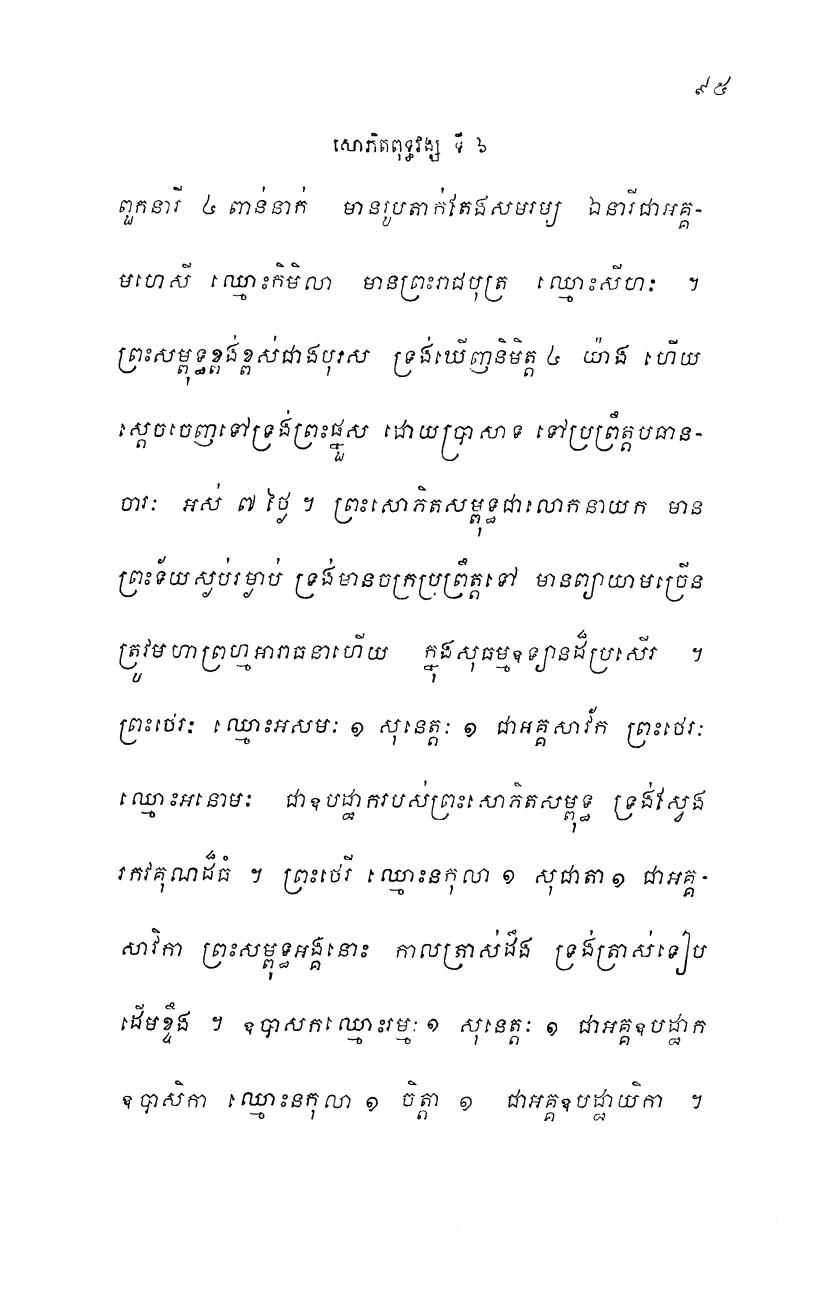 ៩៥
សោភិតពុទ្ធវង្ស ទី ៦
ពួកនារី ៤ ពាន់នាក់ មានរូបតាក់តែងសមរម្យ ឯនារីជាអគ្គ-
មហេសី ឈ្មោះកិមិលា មានព្រះរាជបុត្រ ឈ្មោះសីហៈ ។
ព្រះសម្ពុទ្ធខ្ពង់ខ្ពស់ជាងបុរស ទ្រង់ឃើញនិមិត្ត ៤ យ៉ាង ហើយ
ស្តេចចេញទៅទ្រង់ព្រះផ្នួស ដោយប្រាសាទ ទៅប្រព្រឹត្តបធាន-
ចារៈ អស់ ៧ ថ្ងៃ ។ ព្រះសោភិតសម្ពុទ្ធជាលោកនាយក មាន
ព្រះទ័យស្ងប់រម្ងាប់ ទ្រង់មានចក្រប្រព្រឹត្តទៅ មានព្យាយាមច្រើន
ត្រូវមហាព្រហ្មអារាធនាហើយ ក្នុងសុធម្មឧទ្យានដ៏ប្រសើរ ។
ព្រះថេរៈ ឈ្មោះអសមៈ ១ សុនេត្តៈ ១ ជាអគ្គសាវ័ក ព្រះថេរៈ
ឈ្មោះអនោមៈ ជាឧបដ្ឋាករបស់ព្រះសោភិតសម្ពុទ្ធ ទ្រង់ស្វែង
រកវគុណដ៏ធំ ។ ព្រះថេរី ឈ្មោះនកុលា ១ សុជាតា ១ ជាអគ្គ-
សាវិកា ព្រះសម្ពុទ្ធអង្គនោះ កាលត្រាស់ដឹង ទ្រង់ត្រាស់ទៀប
ដើមខ្ទឹង ។ ឧបាសកឈ្មោះរម្មៈ ១ សុនេត្តៈ ១ ជាអគ្គឧបដ្ឋាក
ឧបាសិកា ឈ្មោះនកុលា ១ ចិត្តា ១ ជាអគ្គឧបដ្ឋាយិកា ។